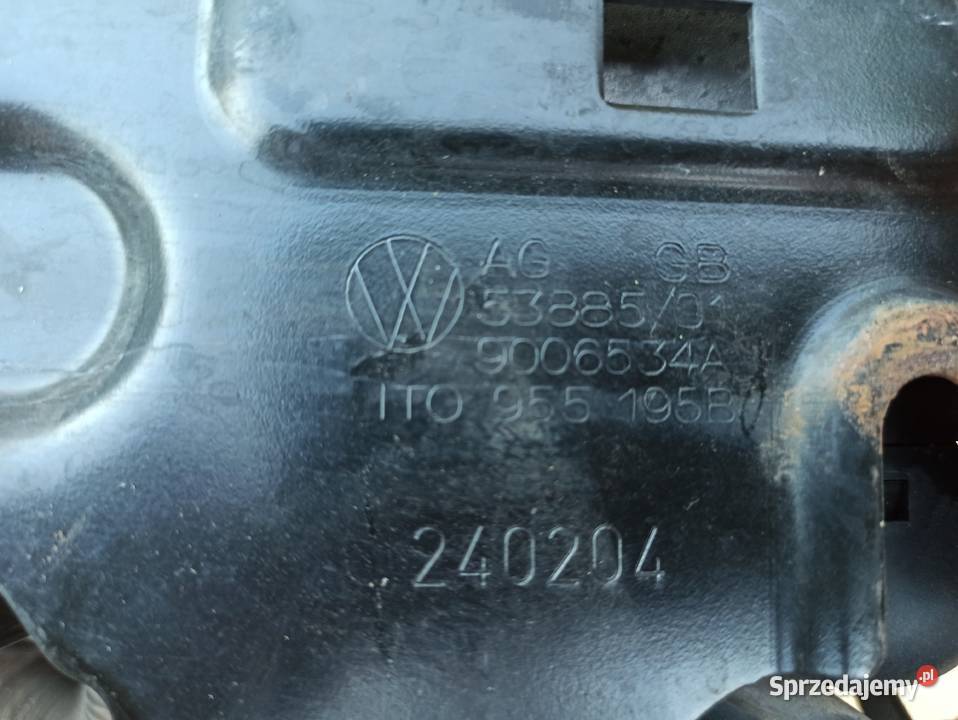 AG GB
53885/01
9006534A
1T0 955 195B
240204
Sprzedajemy.pl